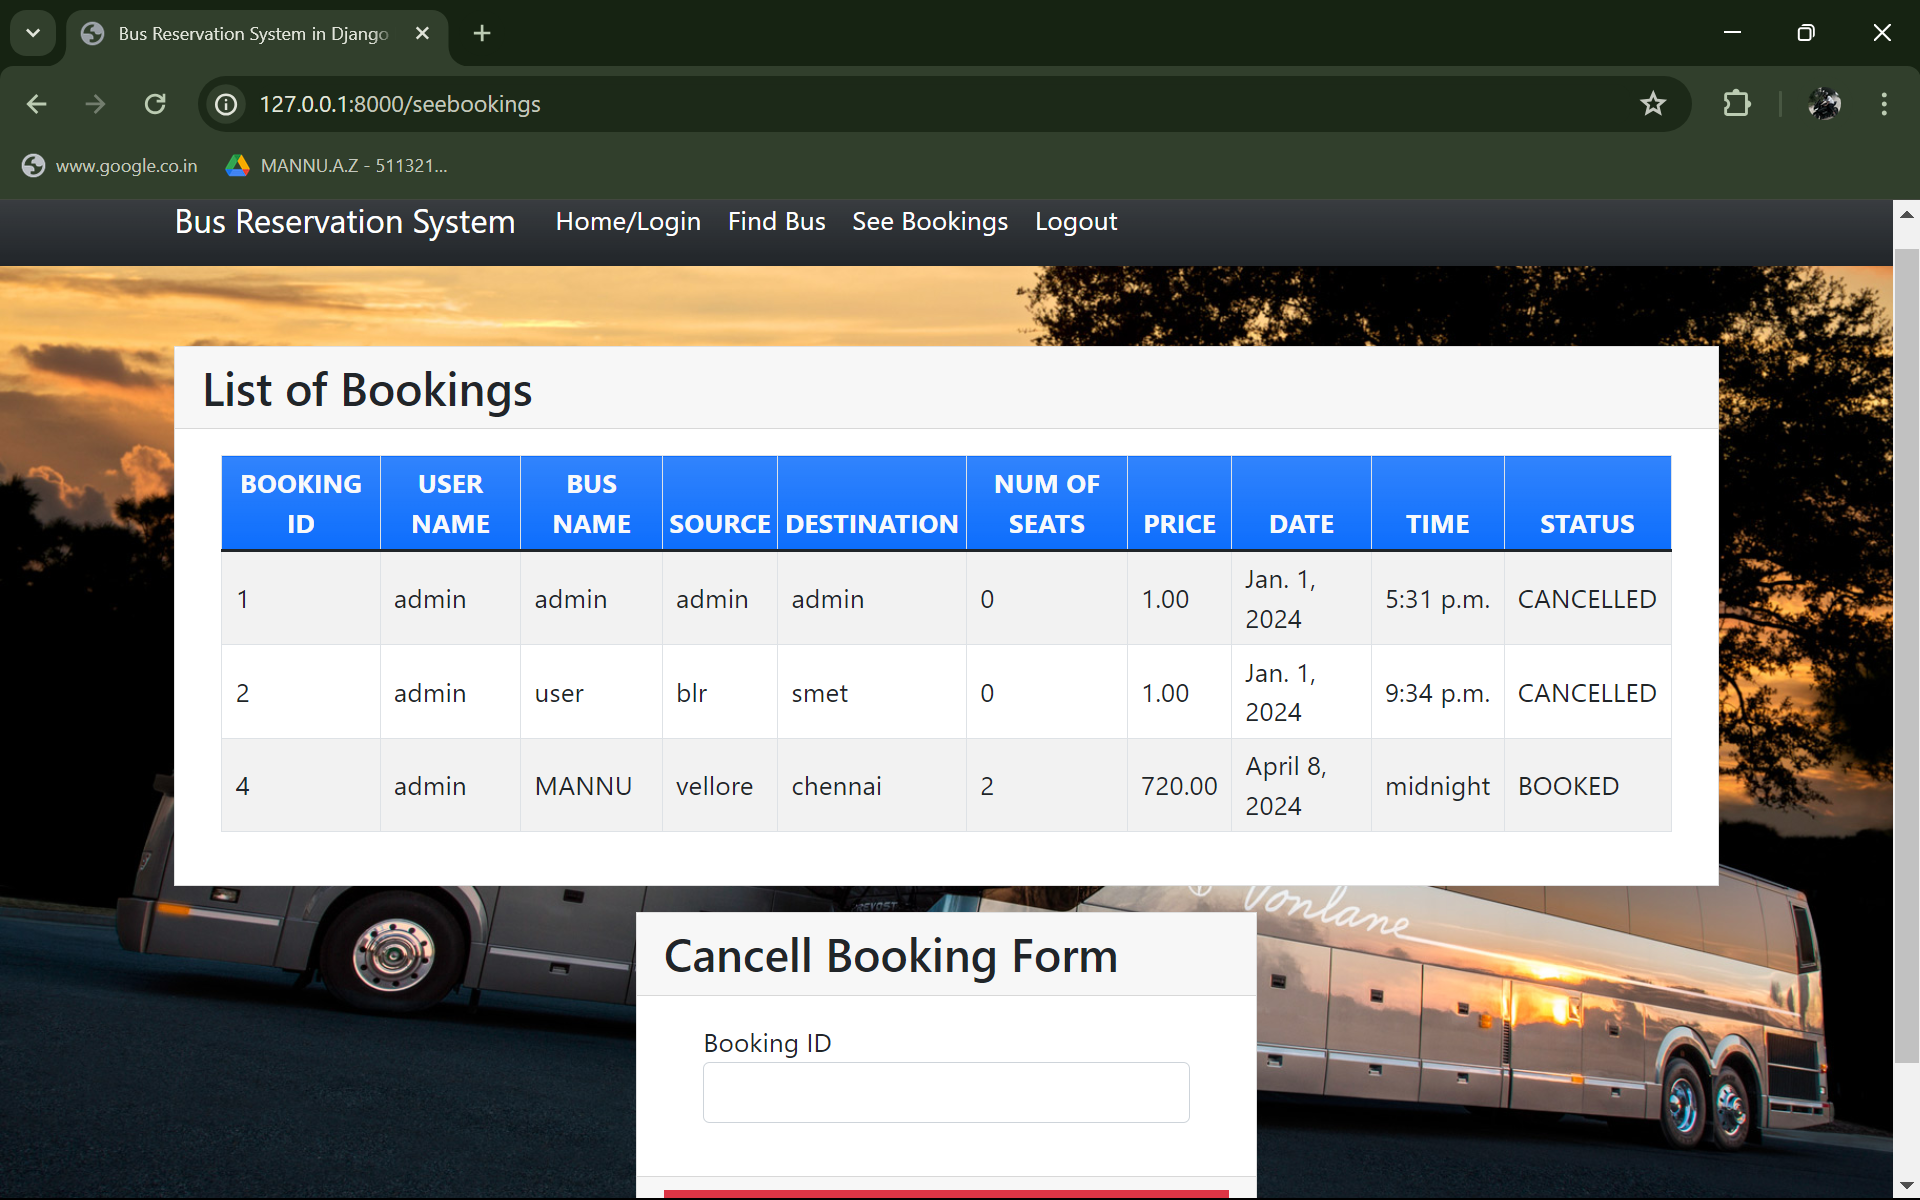 Bus Reservation System in Django
127.0.0.1:8000/seebookings
www.google.co.in MANNU.A.Z - 511321...
Bus Reservation System Home/Login Find Bus See Bookings Logout
List of Bookings
BOOKING ID USER NAME BUS NAME SOURCE DESTINATION NUM OF SEATS PRICE DATE TIME STATUS
1 admin admin admin admin 0 1.00 Jan. 1, 2024 5:31 p.m. CANCELLED
2 admin user blr smet 0 1.00 Jan. 1, 2024 9:34 p.m. CANCELLED
4 admin MANNU vellore chennai 2 720.00 April 8, 2024 midnight BOOKED
PREVOST
Vonlane
Cancell Booking Form
Booking ID